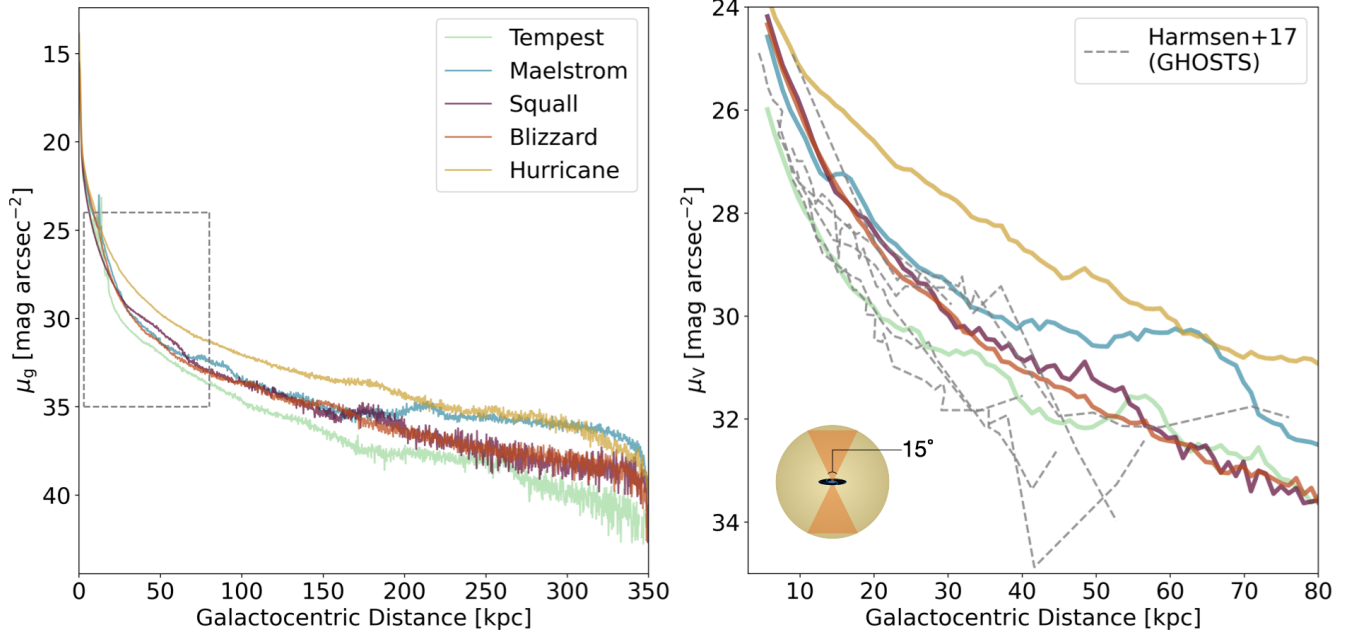 15
20
25
30
35
40
μg [mag arcsec−2]
0 50 100 150 200 250 300 350
Galactocentric Distance [kpc]
Tempest
Maelstrom
Squall
Blizzard
Hurricane
24
26
28
30
32
34
μV [mag arcsec−2]
10 20 30 40 50 60 70 80
Galactocentric Distance [kpc]
Harmsen+17
(GHOSTS)
15°